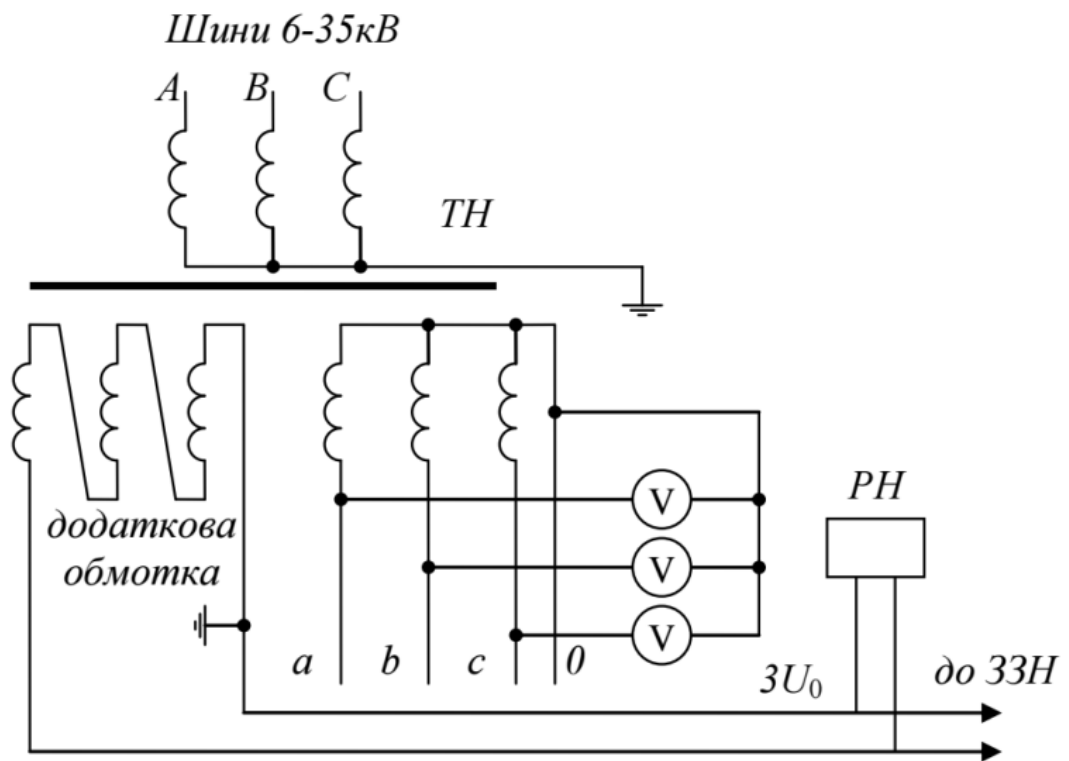 Шини 6-35кВ
A B C
ТН
додаткова
обмотка
V
V
V
РН
a b c 0
3U₀
до ЗЗН